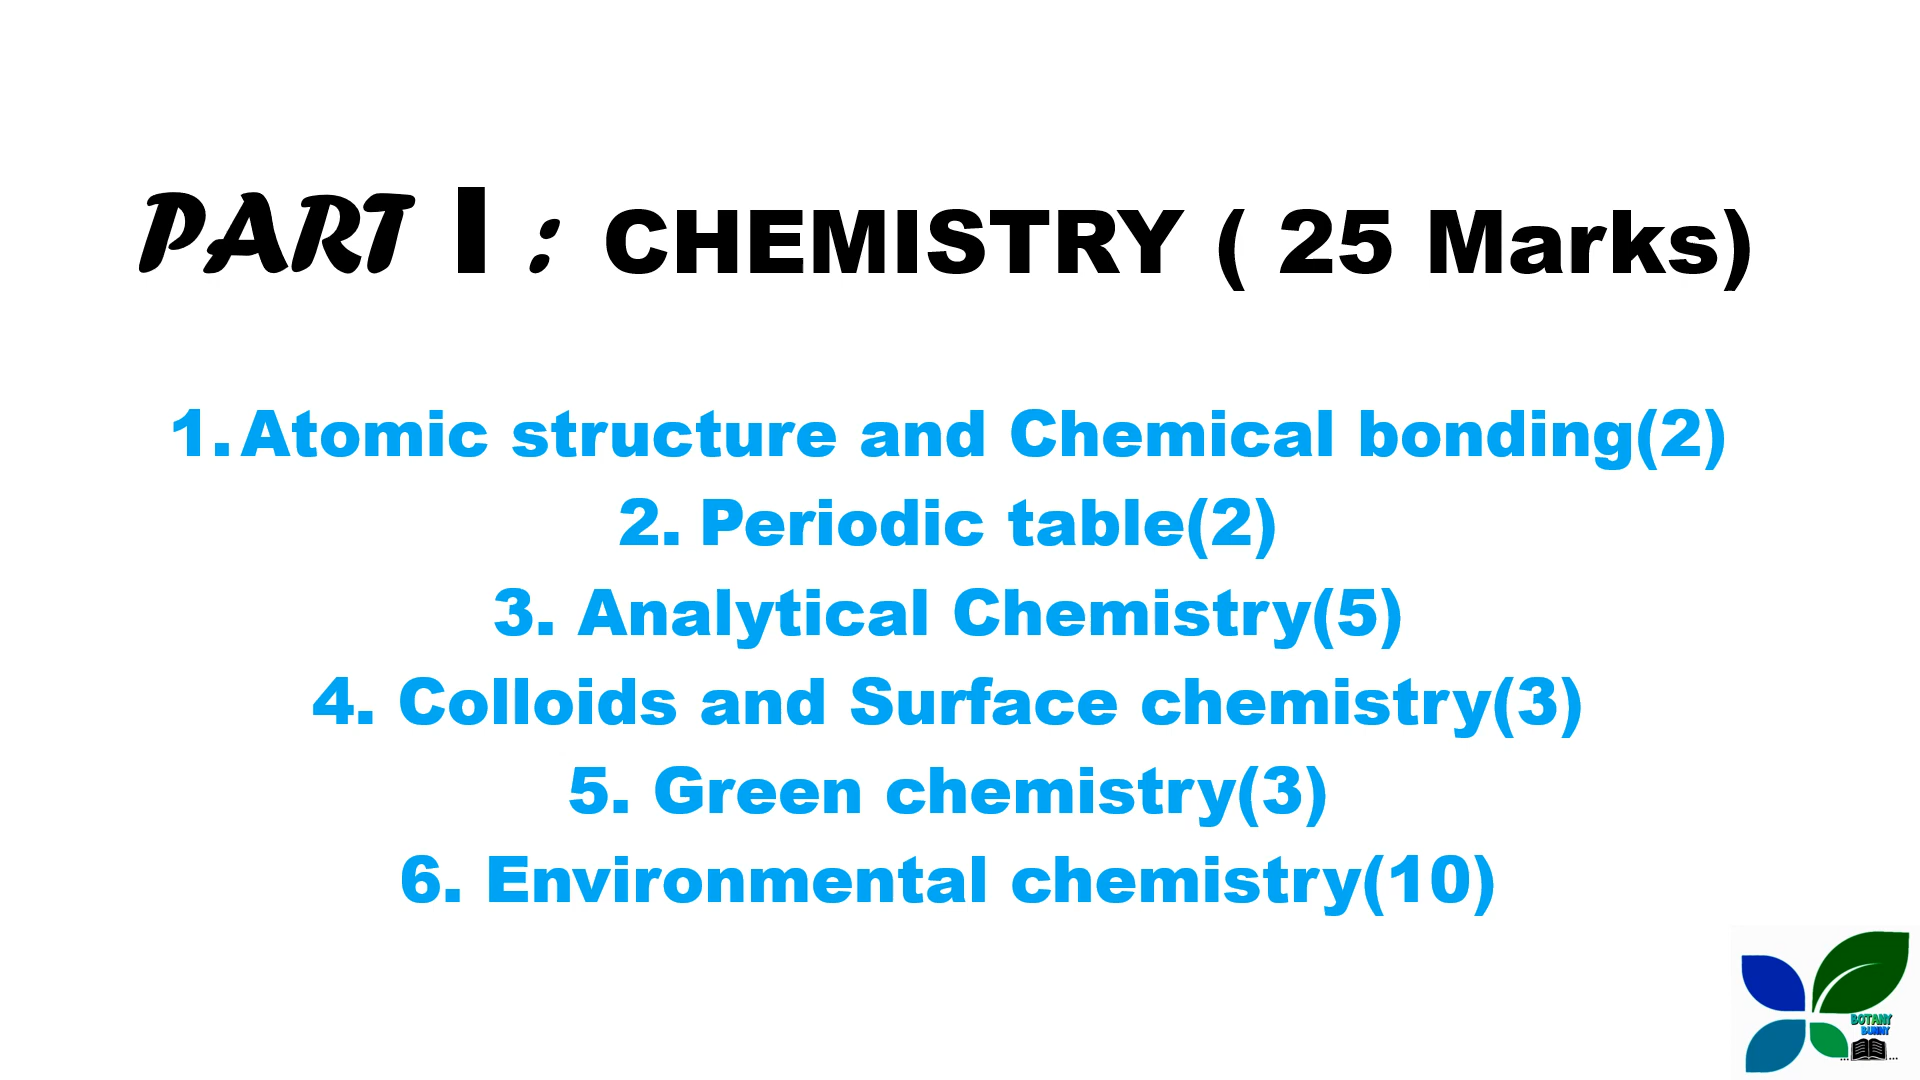 PART I : CHEMISTRY ( 25 Marks)
1. Atomic structure and Chemical bonding(2)
2. Periodic table(2)
3. Analytical Chemistry(5)
4. Colloids and Surface chemistry(3)
5. Green chemistry(3)
6. Environmental chemistry(10)
BOTANY
BUNNY